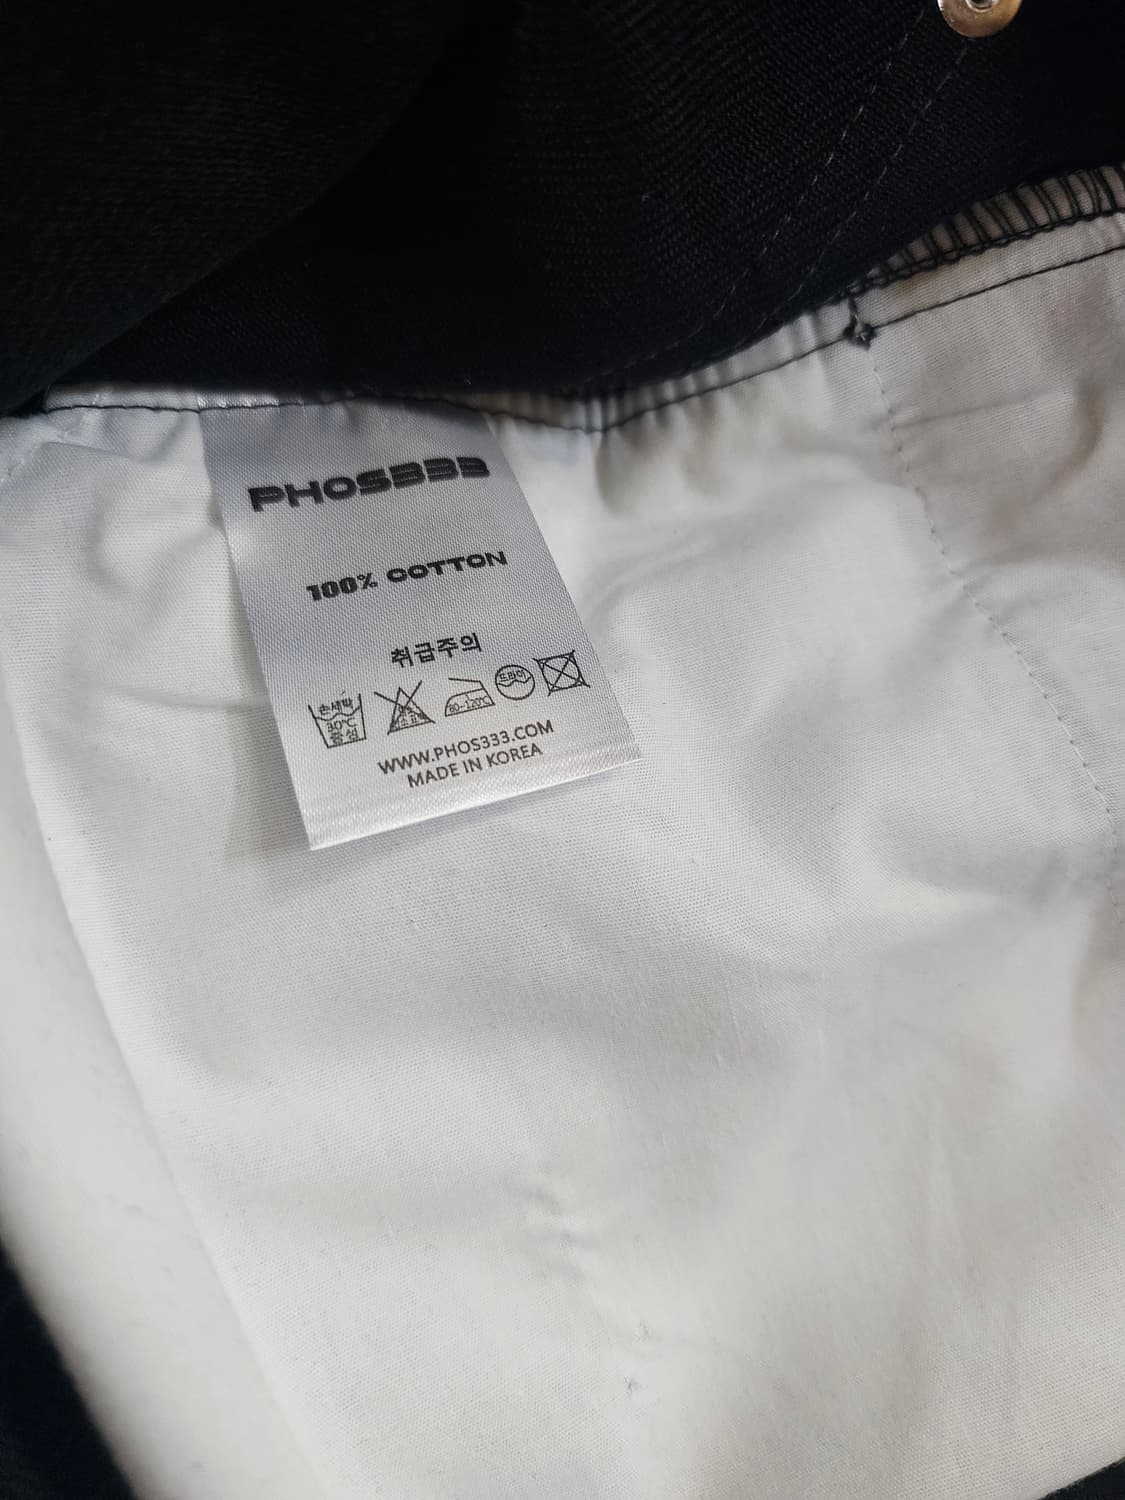 PHOS333
100% COTTON
취급주의
손세탁
30℃
중성
80~120℃
드라이
WWW.PHOS333.COM
MADE IN KOREA